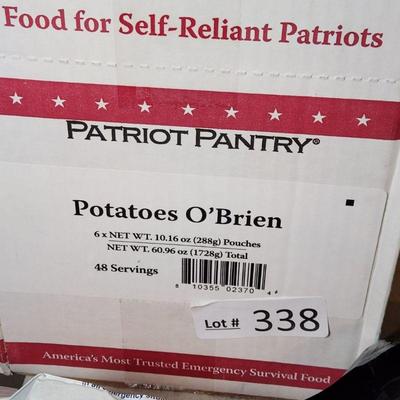 Food for Self-Reliant Patriots
PATRIOT PANTRY®
Potatoes O'Brien
6 x NET WT. 10.16 oz (288g) Pouches
NET WT. 60.96 oz (1728g) Total
48 Servings
8 10355 02370 4
Lot # 338
America's Most Trusted Emergency Survival Food